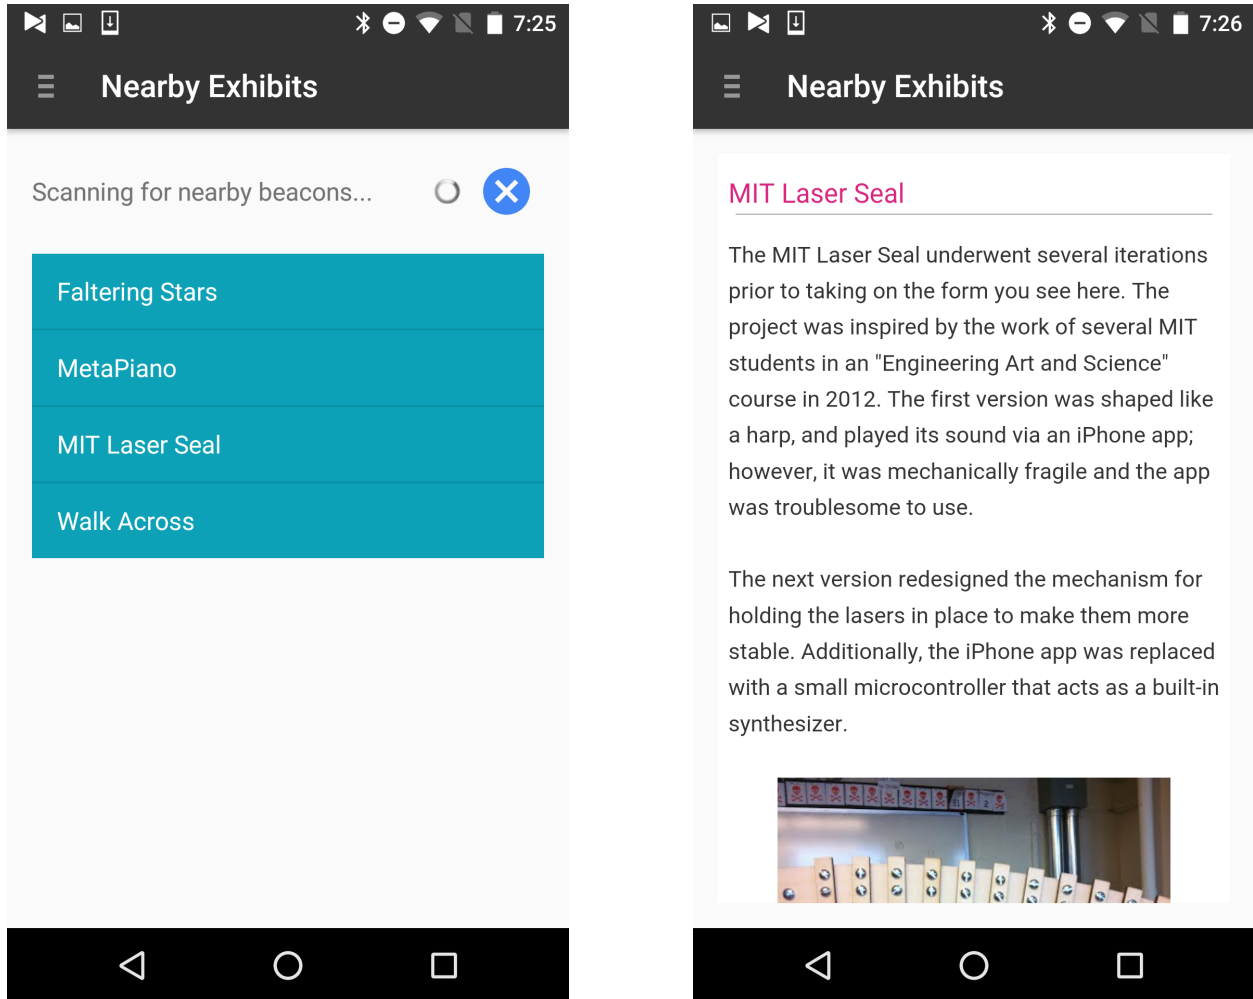 7:25
Nearby Exhibits
Scanning for nearby beacons...
Faltering Stars
MetaPiano
MIT Laser Seal
Walk Across
7:26
Nearby Exhibits
MIT Laser Seal
The MIT Laser Seal underwent several iterations
prior to taking on the form you see here. The
project was inspired by the work of several MIT
students in an "Engineering Art and Science"
course in 2012. The first version was shaped like
a harp, and played its sound via an iPhone app;
however, it was mechanically fragile and the app
was troublesome to use.
The next version redesigned the mechanism for
holding the lasers in place to make them more
stable. Additionally, the iPhone app was replaced
with a small microcontroller that acts as a built-in
synthesizer.
31
2